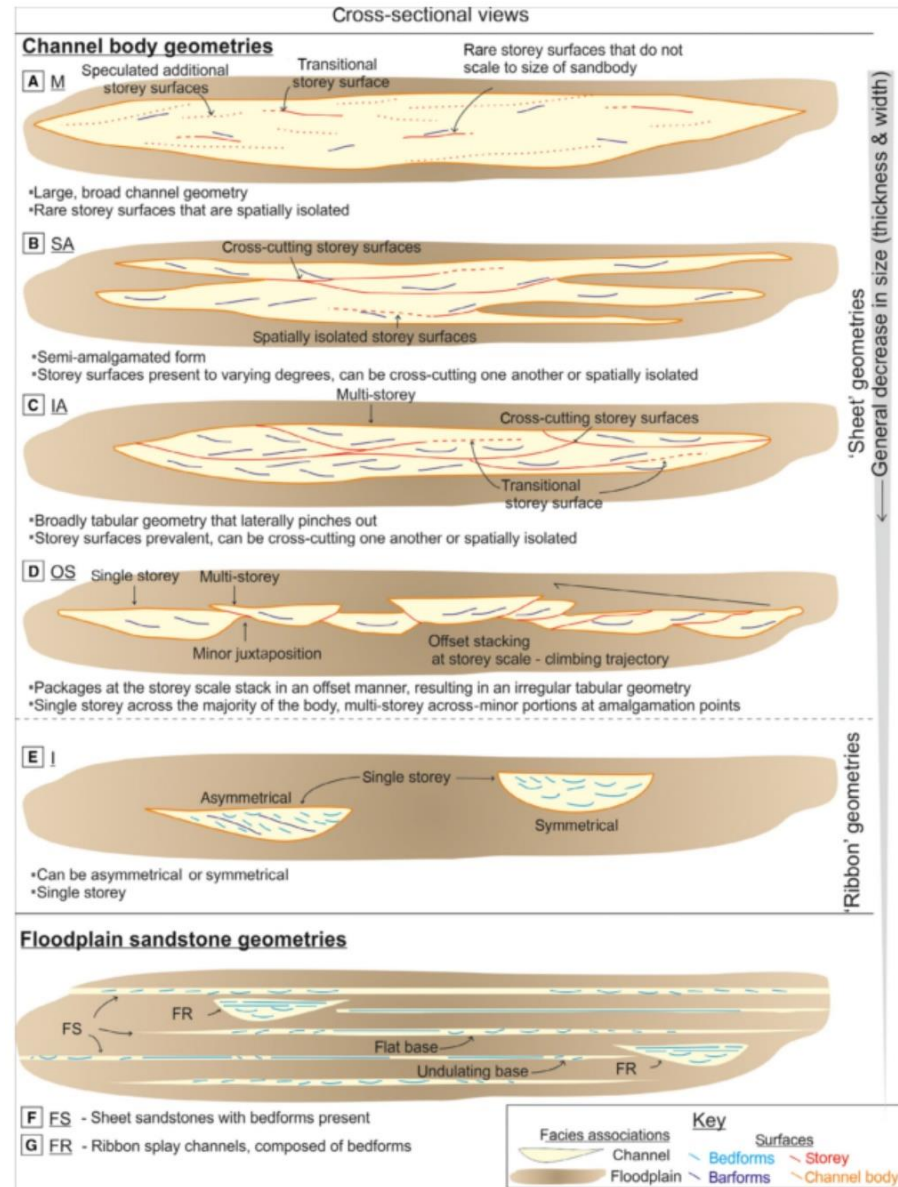 Cross-sectional views
Channel body geometries
A M
Speculated additional
storey surfaces
Transitional
storey surface
Rare storey surfaces that do not
scale to size of sandbody
•Large, broad channel geometry
•Rare storey surfaces that are spatially isolated
B SA
Cross-cutting storey surfaces
Spatially isolated storey surfaces
•Semi-amalgamated form
•Storey surfaces present to varying degrees, can be cross-cutting one another or spatially isolated
C IA
Multi-storey
Cross-cutting storey surfaces
Transitional
storey surface
•Broadly tabular geometry that laterally pinches out
•Storey surfaces prevalent, can be cross-cutting one another or spatially isolated
D OS
Single storey
Multi-storey
Minor juxtaposition
Offset stacking
at storey scale - climbing trajectory
•Packages at the storey scale stack in an offset manner, resulting in an irregular tabular geometry
•Single storey across the majority of the body, multi-storey across-minor portions at amalgamation points
E I
Single storey
Asymmetrical
Symmetrical
•Can be asymmetrical or symmetrical
•Single storey
'Sheet' geometries
General decrease in size (thickness & width)
'Ribbon' geometries
Floodplain sandstone geometries
FS
FR
Flat base
Undulating base
FR
F FS - Sheet sandstones with bedforms present
G FR - Ribbon splay channels, composed of bedforms
Key
Facies associations
Surfaces
Channel
Bedforms
Storey
Floodplain
Barforms
Channel body